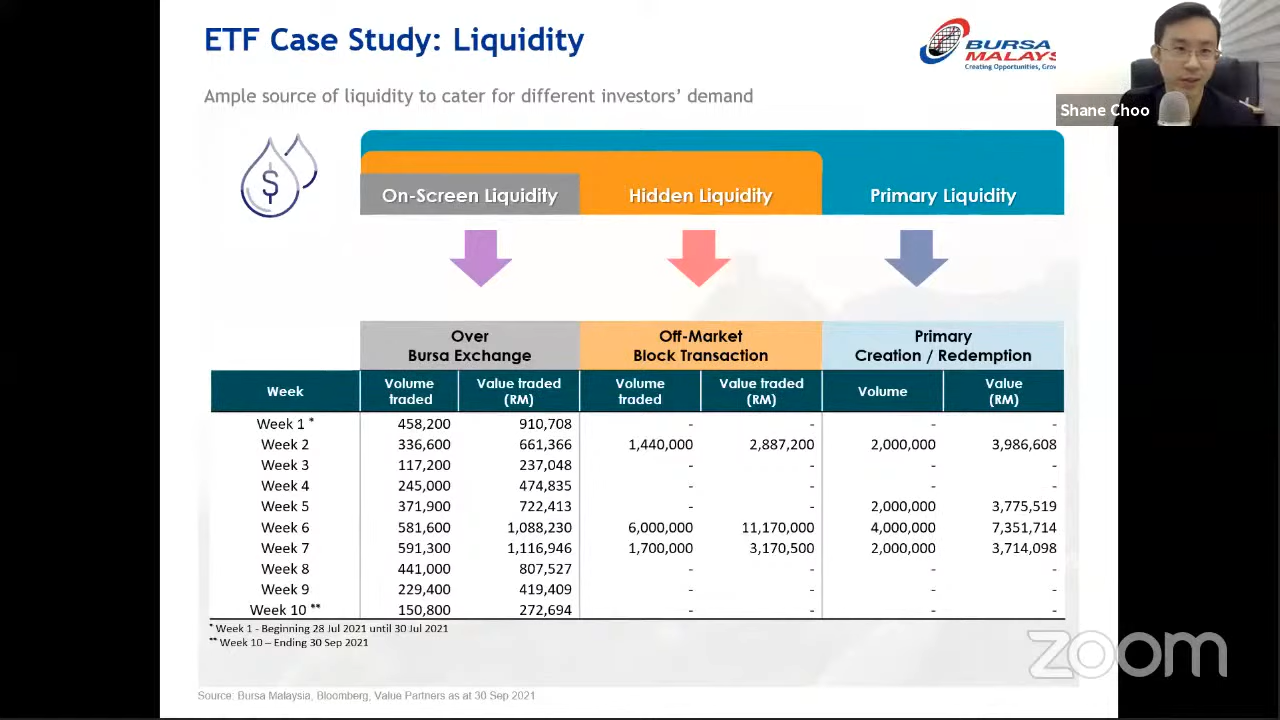 ETF Case Study: Liquidity
BURSA
MALAYS
Creating Opportunities, Grow
Shane Choo
Ample source of liquidity to cater for different investors' demand
$
On-Screen Liquidity Hidden Liquidity Primary Liquidity
Over Bursa Exchange Off-Market Block Transaction Primary Creation / Redemption
Week Volume traded Value traded (RM) Volume traded Value traded (RM) Volume Value (RM)
Week 1 * 458,200 910,708 - - - -
Week 2 336,600 661,366 1,440,000 2,887,200 2,000,000 3,986,608
Week 3 117,200 237,048 - - - -
Week 4 245,000 474,835 - - - -
Week 5 371,900 722,413 - - 2,000,000 3,775,519
Week 6 581,600 1,088,230 6,000,000 11,170,000 4,000,000 7,351,714
Week 7 591,300 1,116,946 1,700,000 3,170,500 2,000,000 3,714,098
Week 8 441,000 807,527 - - - -
Week 9 229,400 419,409 - - - -
Week 10 ** 150,800 272,694 - - - -
* Week 1 - Beginning 28 Jul 2021 until 30 Jul 2021
** Week 10 – Ending 30 Sep 2021
zoom
Source: Bursa Malaysia, Bloomberg, Value Partners as at 30 Sep 2021